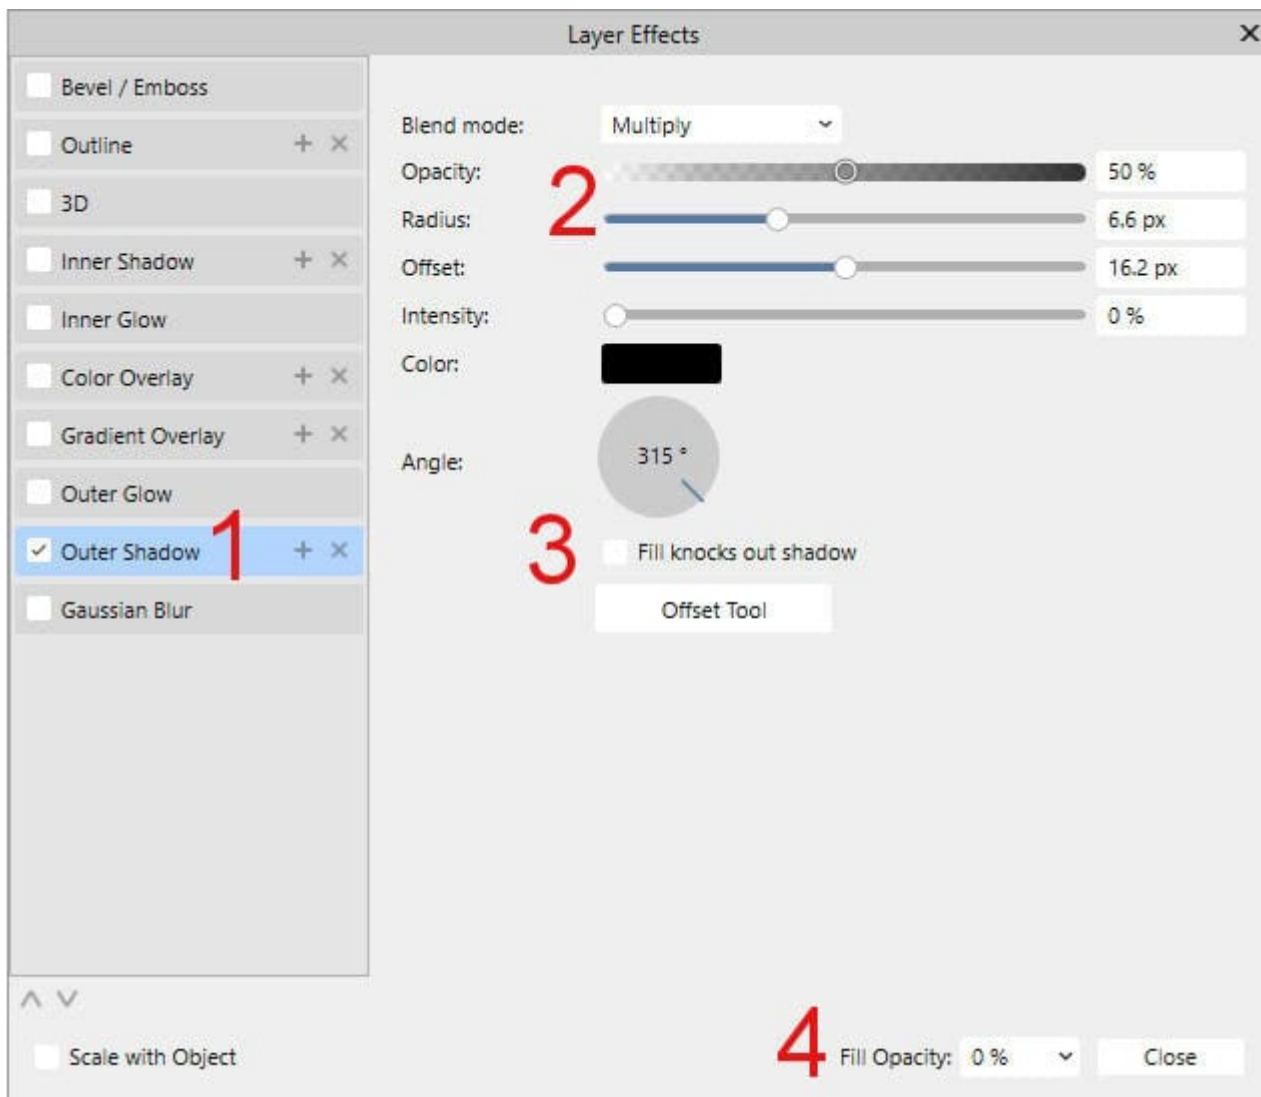 Layer Effects
Bevel / Emboss
Outline
3D
Inner Shadow
Inner Glow
Color Overlay
Gradient Overlay
Outer Glow
Outer Shadow
1
Gaussian Blur
Blend mode: Multiply
Opacity: 50 %
2
Radius: 6.6 px
Offset: 16.2 px
Intensity: 0 %
Color:
Angle: 315 °
3
Fill knocks out shadow
Offset Tool
Scale with Object
4
Fill Opacity: 0 % Close